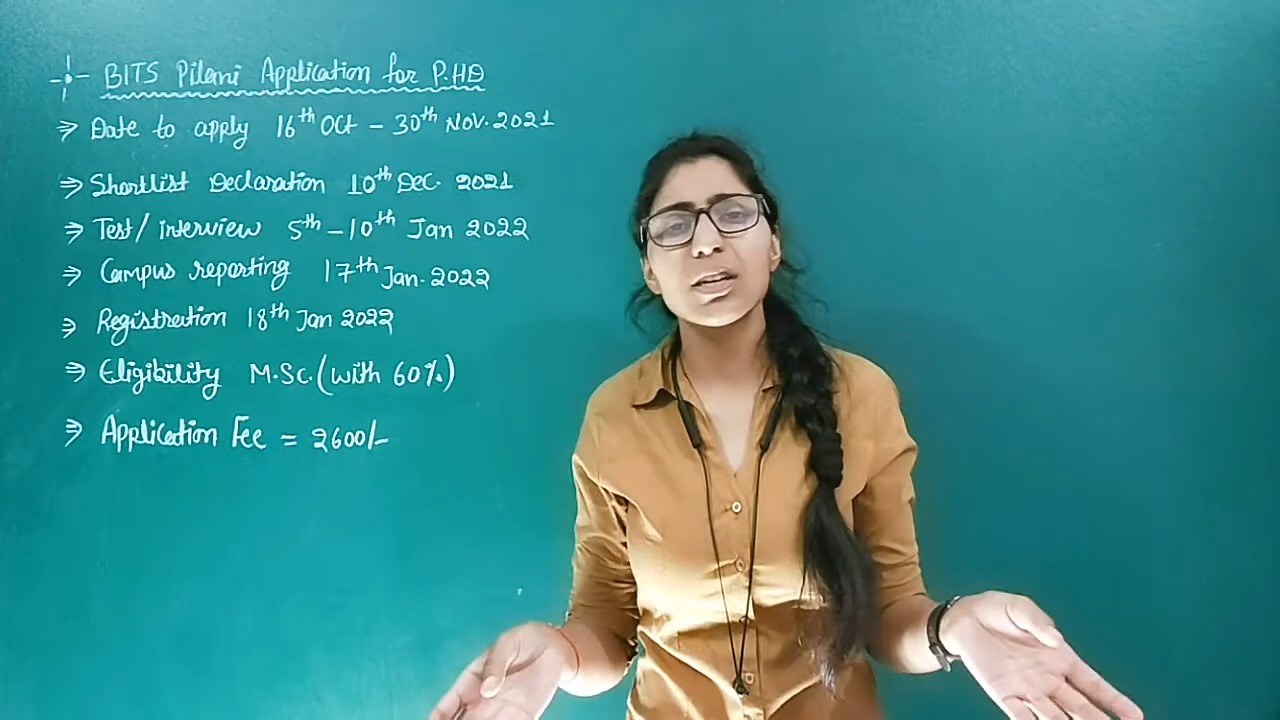 BITS Pilani Application for P.HD
⇒ Date to apply 16th Oct - 30th Nov. 2021
⇒ Shortlist Declaration 10th Dec. 2021
⇒ Test/interview 5th - 10th Jan 2022
⇒ Campus reporting 17th Jan. 2022
⇒ Registration 18th Jan 2022
⇒ Eligibility M.Sc. (with 60%)
⇒ Application Fee = 2600/-